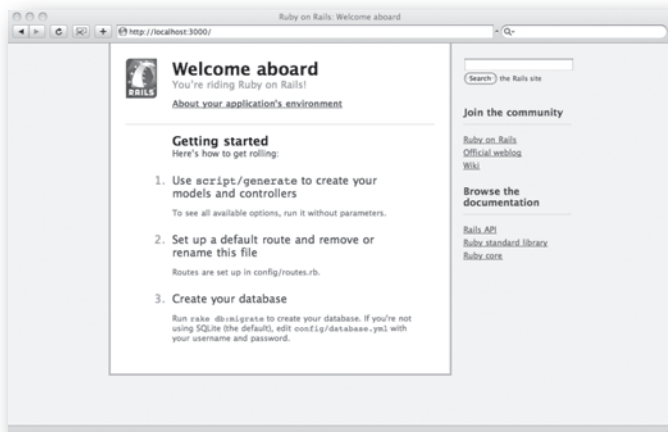 Ruby on Rails: Welcome aboard
http://localhost:3000/
Q-
RAILS
Welcome aboard
You're riding Ruby on Rails!
About your application's environment
Getting started
Here's how to get rolling:
1. Use script/generate to create your
models and controllers
To see all available options, run it without parameters.
2. Set up a default route and remove or
rename this file
Routes are set up in config/routes.rb.
3. Create your database
Run rake db:migrate to create your database. If you're not
using SQLite (the default), edit config/database.yml with
your username and password.
Search the Rails site
Join the community
Ruby on Rails
Official weblog
Wiki
Browse the
documentation
Rails API
Ruby standard library
Ruby core